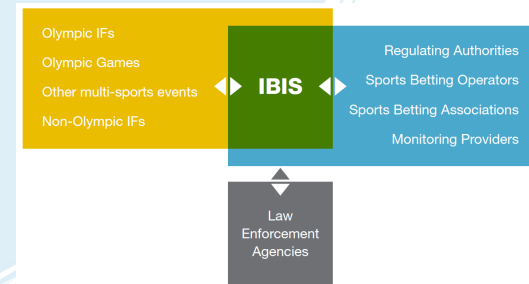 Olympic IFs
Olympic Games
Other multi-sports events
Non-Olympic IFs
IBIS
Regulating Authorities
Sports Betting Operators
Sports Betting Associations
Monitoring Providers
Law
Enforcement
Agencies